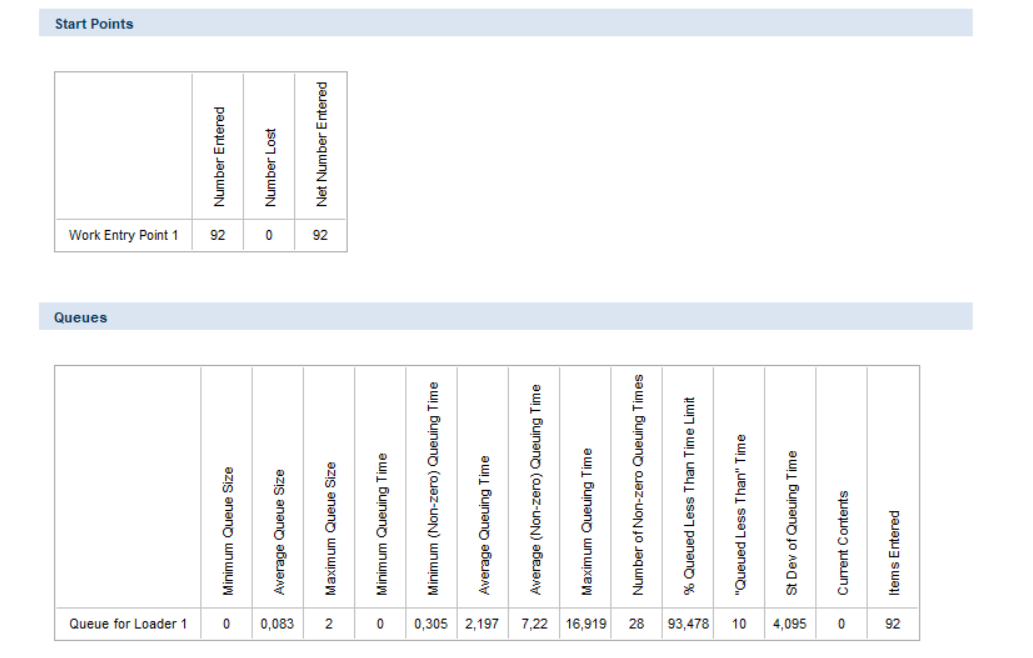 Start Points
Number Entered
Number Lost
Net Number Entered
Work Entry Point 1 92 0 92
Queues
Minimum Queue Size
Average Queue Size
Maximum Queue Size
Minimum Queuing Time
Minimum (Non-zero) Queuing Time
Average Queuing Time
Average (Non-zero) Queuing Time
Maximum Queuing Time
Number of Non-zero Queuing Times
% Queued Less Than Time Limit
"Queued Less Than" Time
St Dev of Queuing Time
Current Contents
Items Entered
Queue for Loader 1 0 0,083 2 0 0,305 2,197 7,22 16,919 28 93,478 10 4,095 0 92